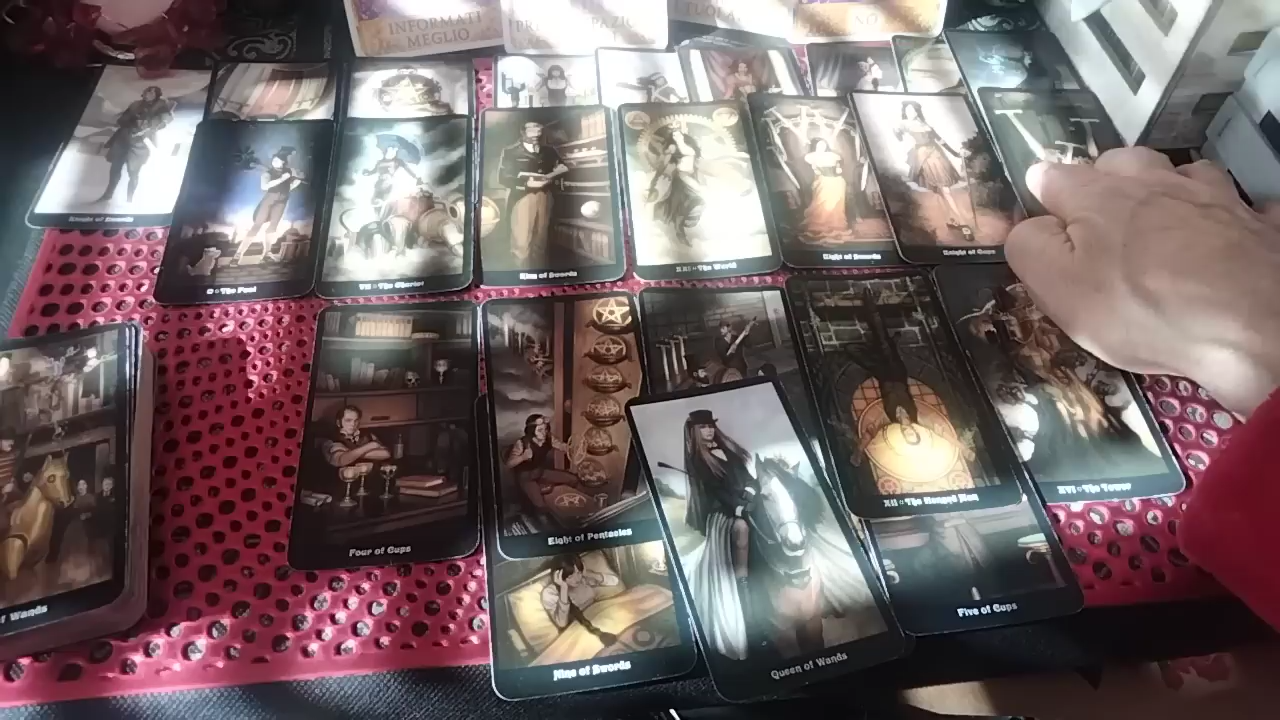 INFORMATI
MEGLIO
NO
Knight of Swords
0 • The Fool
VII • The Chariot
King of Swords
XXI • The World
Eight of Swords
Knight of Cups
f Wands
Four of Cups
Eight of Pentacles
XII • The Hanged Man
XVI • The Tower
Nine of Swords
Queen of Wands
Five of Cups